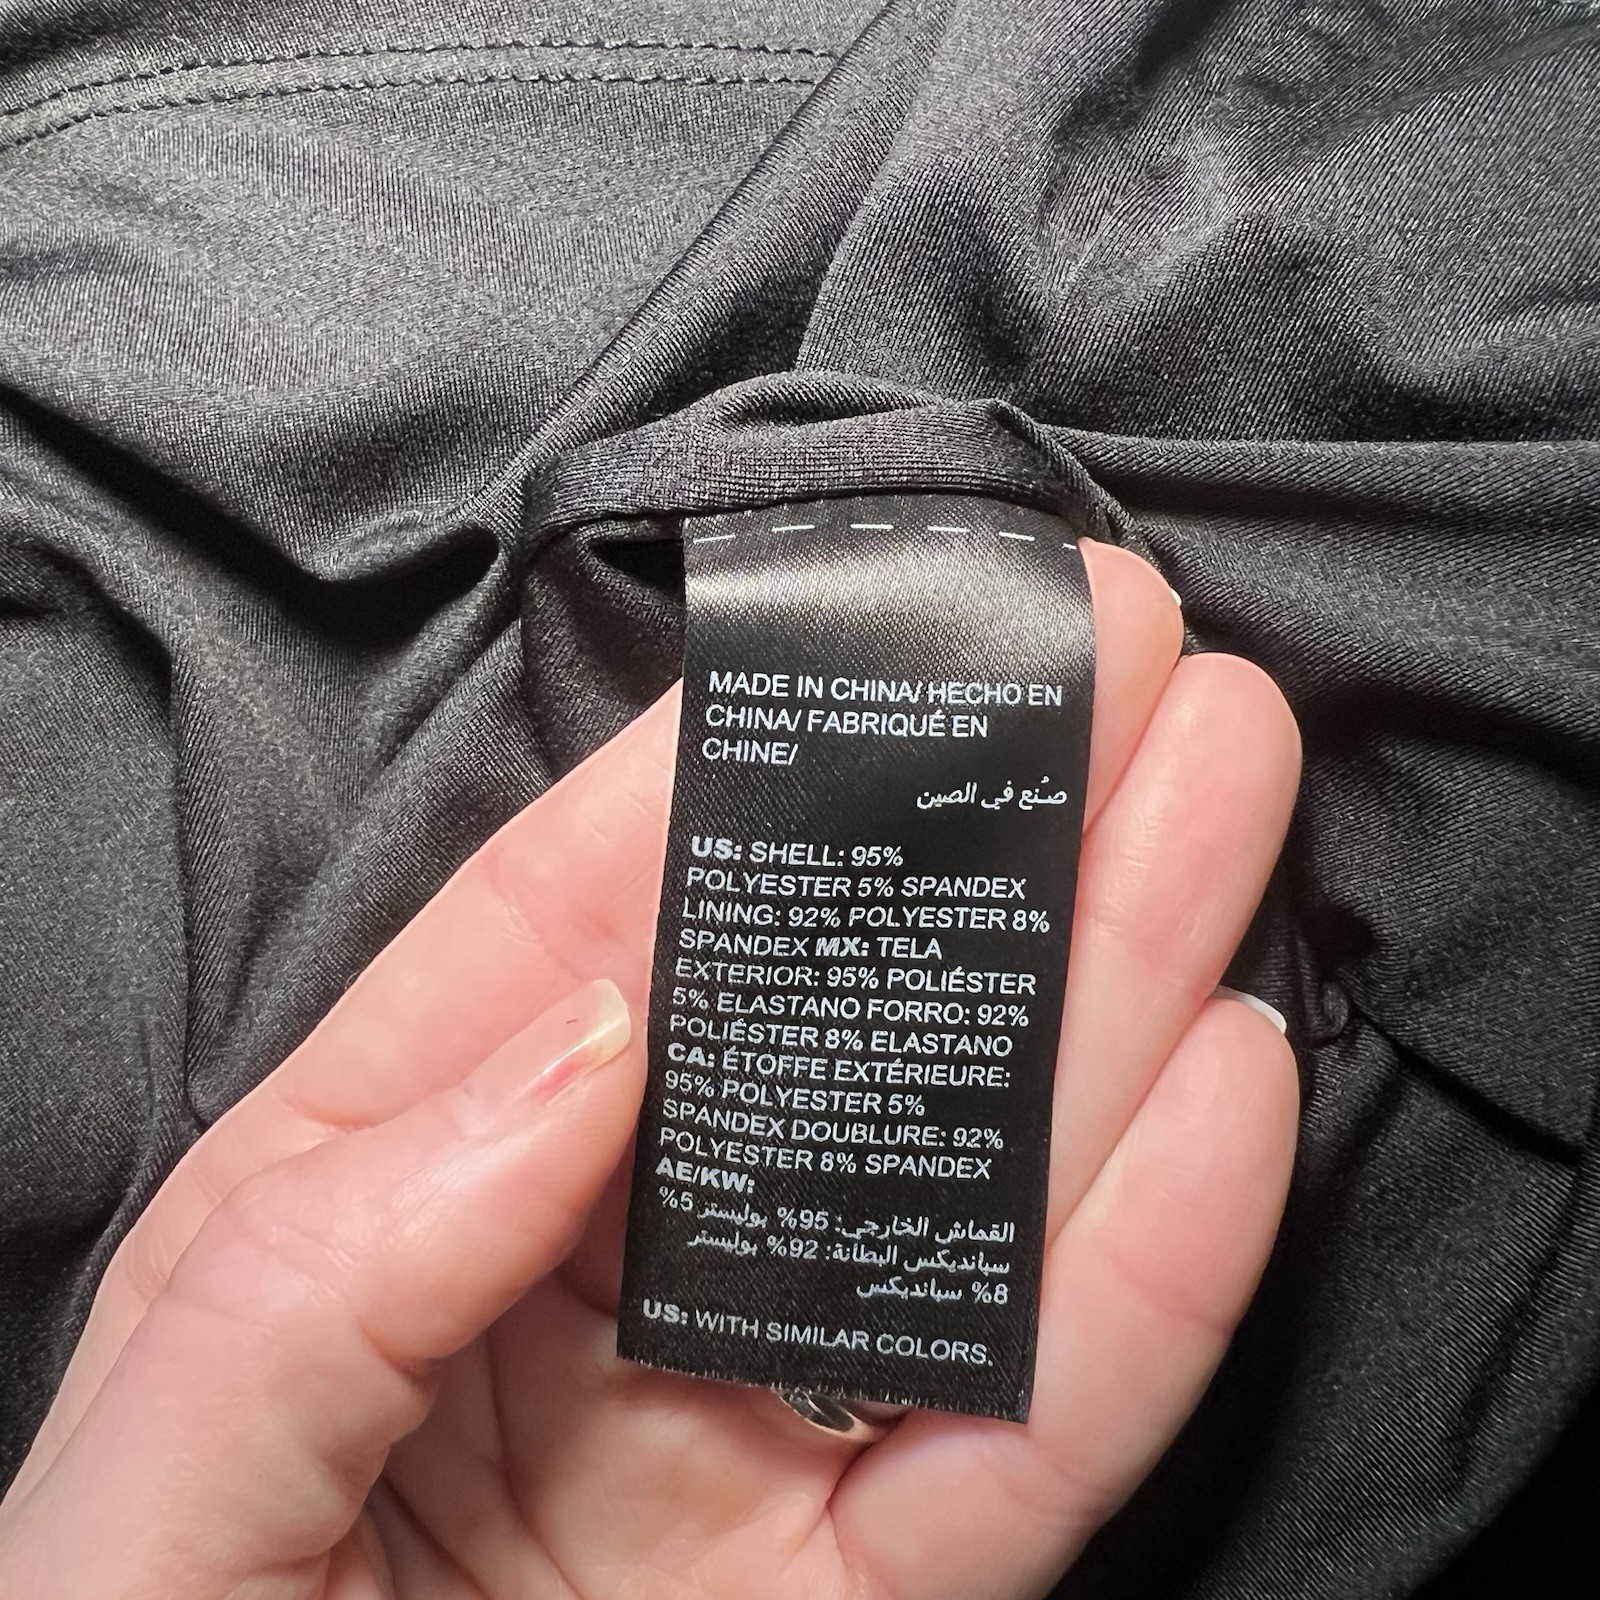 MADE IN CHINA/ HECHO EN
CHINA/ FABRIQUÉ EN
CHINE/
صُنع في الصين
US: SHELL: 95%
POLYESTER 5% SPANDEX
LINING: 92% POLYESTER 8%
SPANDEX MX: TELA
EXTERIOR: 95% POLIÉSTER
5% ELASTANO FORRO: 92%
POLIÉSTER 8% ELASTANO
CA: ÉTOFFE EXTÉRIEURE:
95% POLYESTER 5%
SPANDEX DOUBLURE: 92%
POLYESTER 8% SPANDEX
AE/KW:
القماش الخارجي: 95% بوليستر 5%
سباندیکس البطانة: 92% بوليستر
8% سباندیکس
US: WITH SIMILAR COLORS.